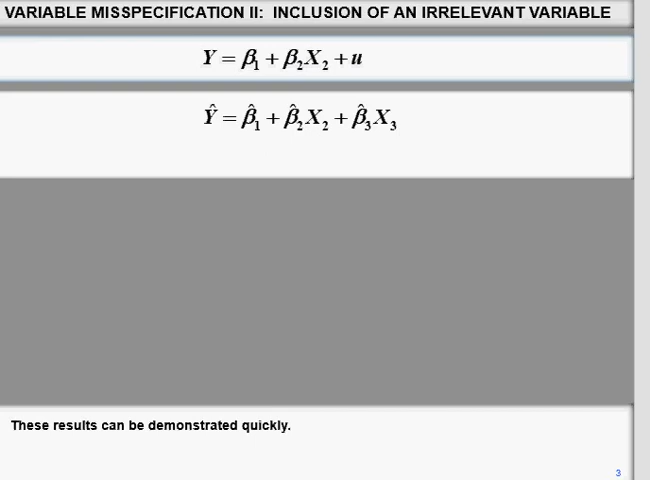 VARIABLE MISSPECIFICATION II: INCLUSION OF AN IRRELEVANT VARIABLE
Y = β₁ + β₂X₂ + u
Ŷ = β̂₁ + β̂₂X₂ + β̂₃X₃
These results can be demonstrated quickly.
3